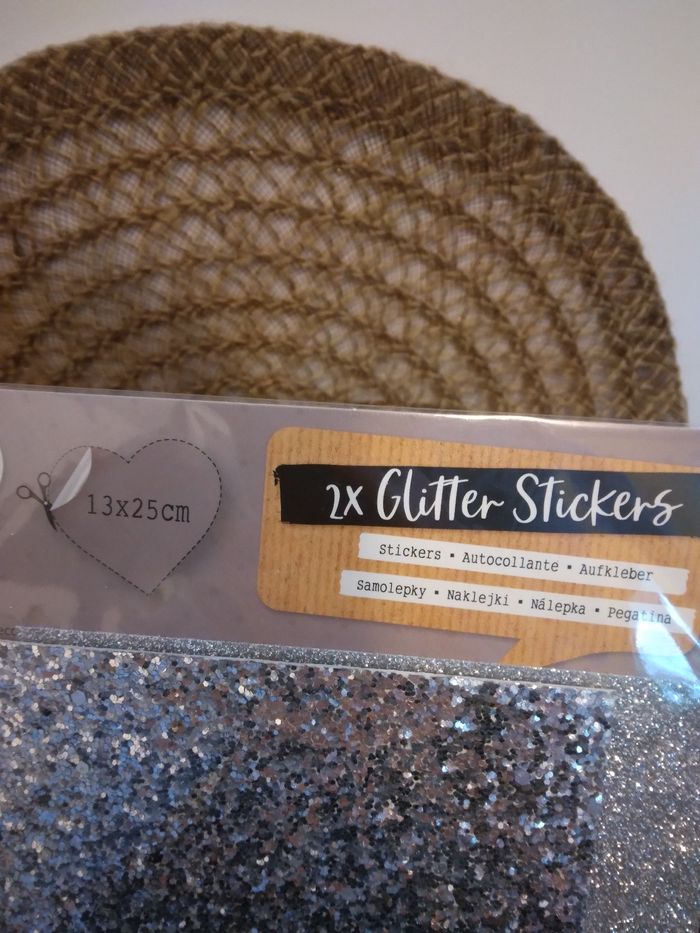 13x25cm
2X Glitter Stickers
Stickers ▪ Autocollante ▪ Aufkleber
Samolepky ▪ Naklejki ▪ Nálepka ▪ Pegatina